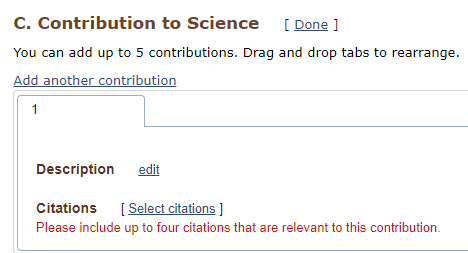 C. Contribution to Science [ Done ]
You can add up to 5 contributions. Drag and drop tabs to rearrange.
Add another contribution
1
Description edit
Citations [ Select citations ]
Please include up to four citations that are relevant to this contribution.